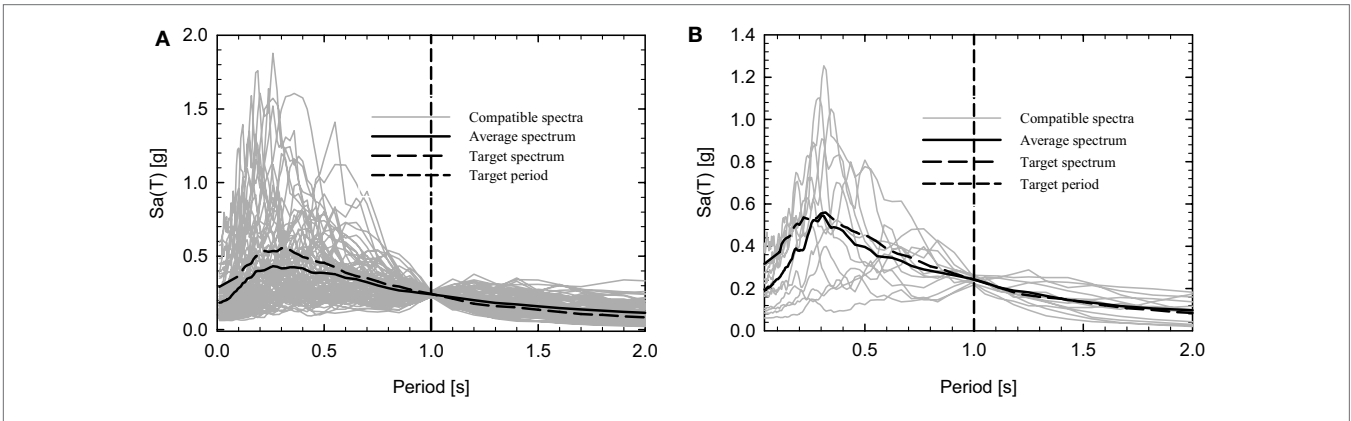 A
2.0
1.5
1.0
0.5
0.0
Sa(T) [g]
Compatible spectra
Average spectrum
Target spectrum
Target period
0.0 0.5 1.0 1.5 2.0
Period [s]
B
1.4
1.2
1.0
0.8
0.6
0.4
0.2
0.0
Sa(T) [g]
Compatible spectra
Average spectrum
Target spectrum
Target period
0.5 1.0 1.5 2.0
Period [s]